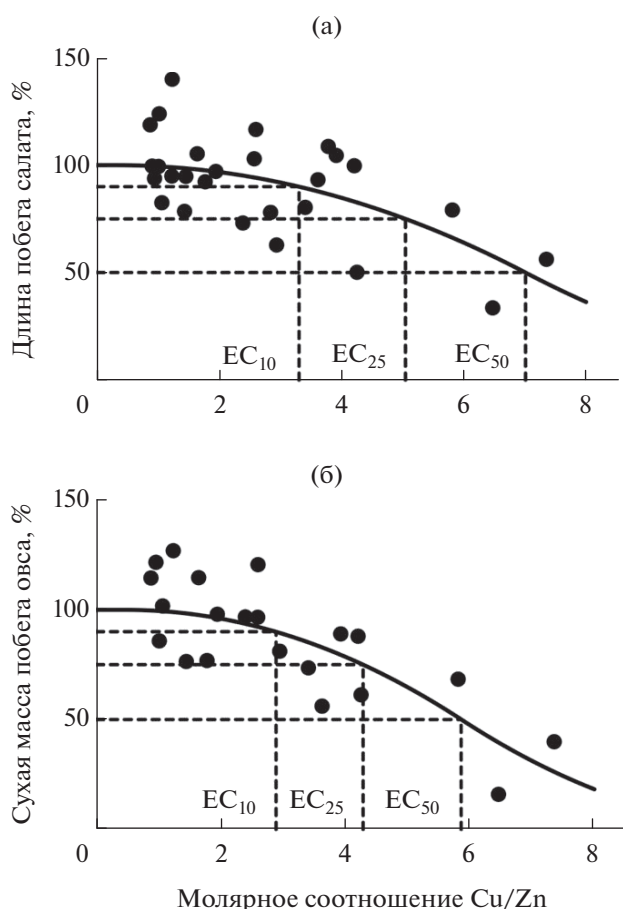 (а)
Длина побега салата, %
150
100
50
EC10 EC25 EC50
0 2 4 6 8
(б)
Сухая масса побега овса, %
150
100
50
EC10 EC25 EC50
0 2 4 6 8
Молярное соотношение Cu/Zn